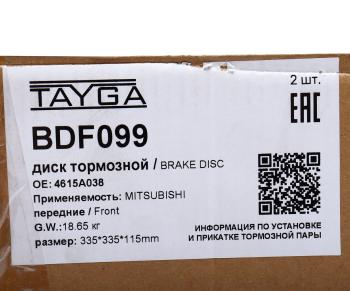 TAYGA
2 шт.
EAC
BDF099
диск тормозной / BRAKE DISC
OE: 4615A038
Применяемость: MITSUBISHI
передние / Front
G.W.:18.65 кг
размер: 335*335*115mm
ИНФОРМАЦИЯ ПО УСТАНОВКЕ
И ПРИКАТКЕ ТОРМОЗНОЙ ПАРЫ